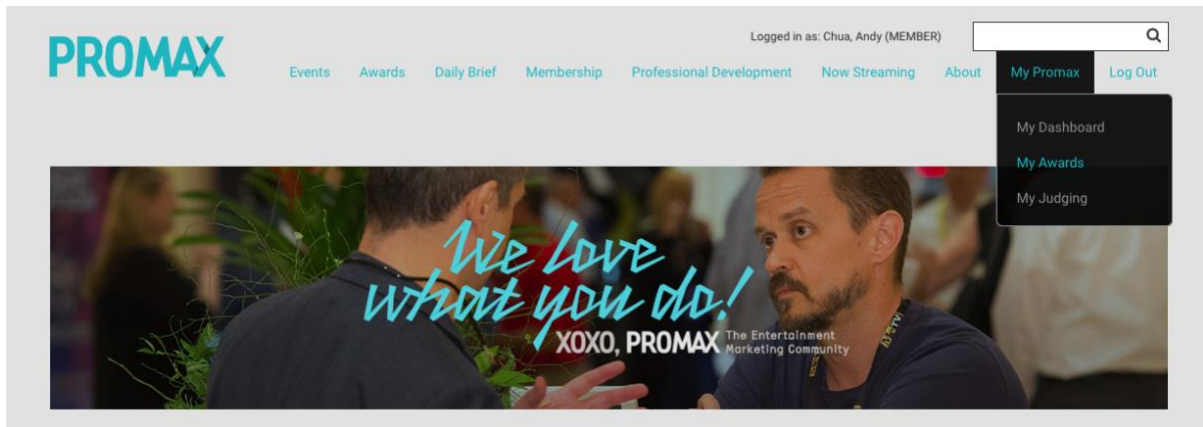 Logged in as: Chua, Andy (MEMBER)
PROMAX
Events Awards Daily Brief Membership Professional Development Now Streaming About My Promax Log Out
My Dashboard
My Awards
My Judging
We love
what you do!
XOXO, PROMAX The Entertainment
Marketing Community